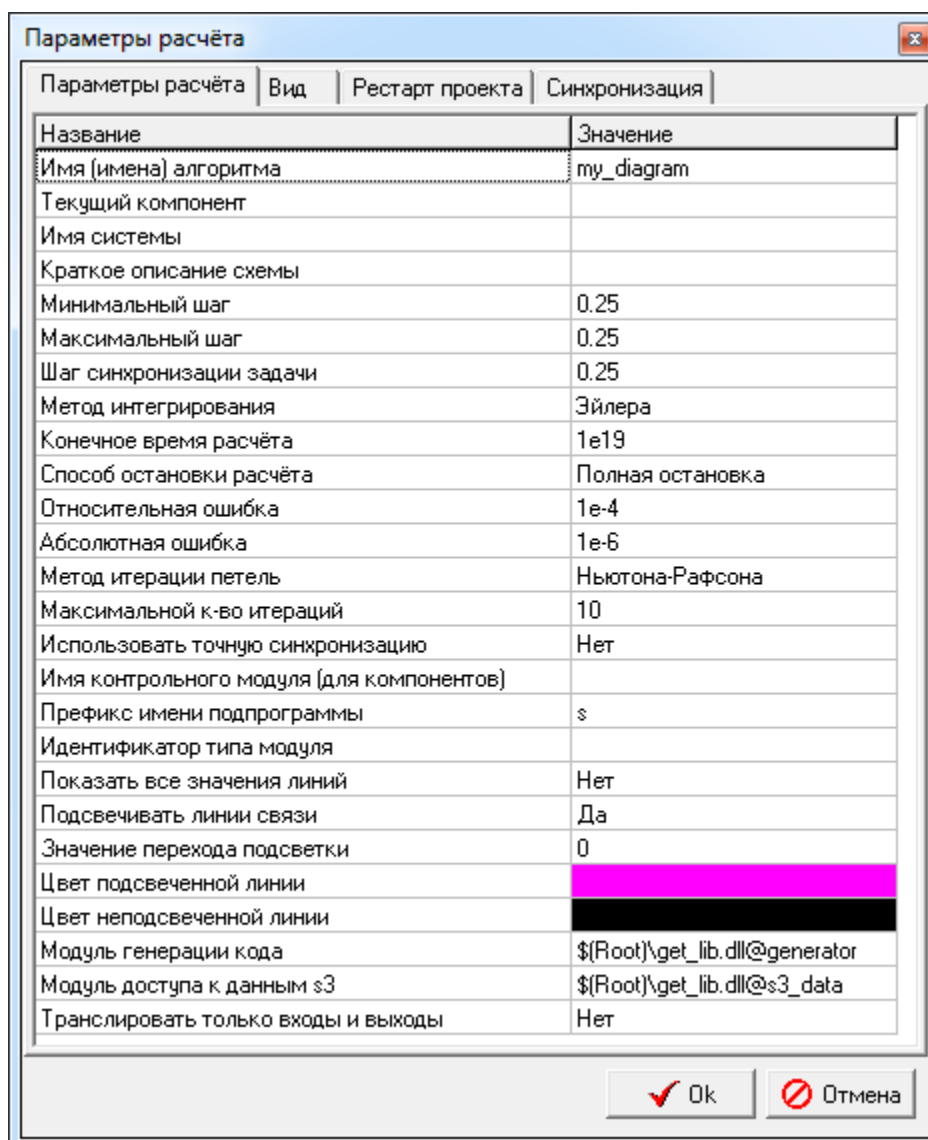 Параметры расчёта
Параметры расчёта Вид Рестарт проекта Синхронизация
Название Значение
Имя (имена) алгоритма my_diagram
Текущий компонент
Имя системы
Краткое описание схемы
Минимальный шаг 0.25
Максимальный шаг 0.25
Шаг синхронизации задачи 0.25
Метод интегрирования Эйлера
Конечное время расчёта 1e19
Способ остановки расчёта Полная остановка
Относительная ошибка 1e-4
Абсолютная ошибка 1e-6
Метод итерации петель Ньютона-Рафсона
Максимальной к-во итераций 10
Использовать точную синхронизацию Нет
Имя контрольного модуля (для компонентов)
Префикс имени подпрограммы s
Идентификатор типа модуля
Показать все значения линий Нет
Подсвечивать линии связи Да
Значение перехода подсветки 0
Цвет подсвеченной линии
Цвет неподсвеченной линии
Модуль генерации кода $(Root)\get_lib.dll@generator
Модуль доступа к данным s3 $(Root)\get_lib.dll@s3_data
Транслировать только входы и выходы Нет
Ok Отмена